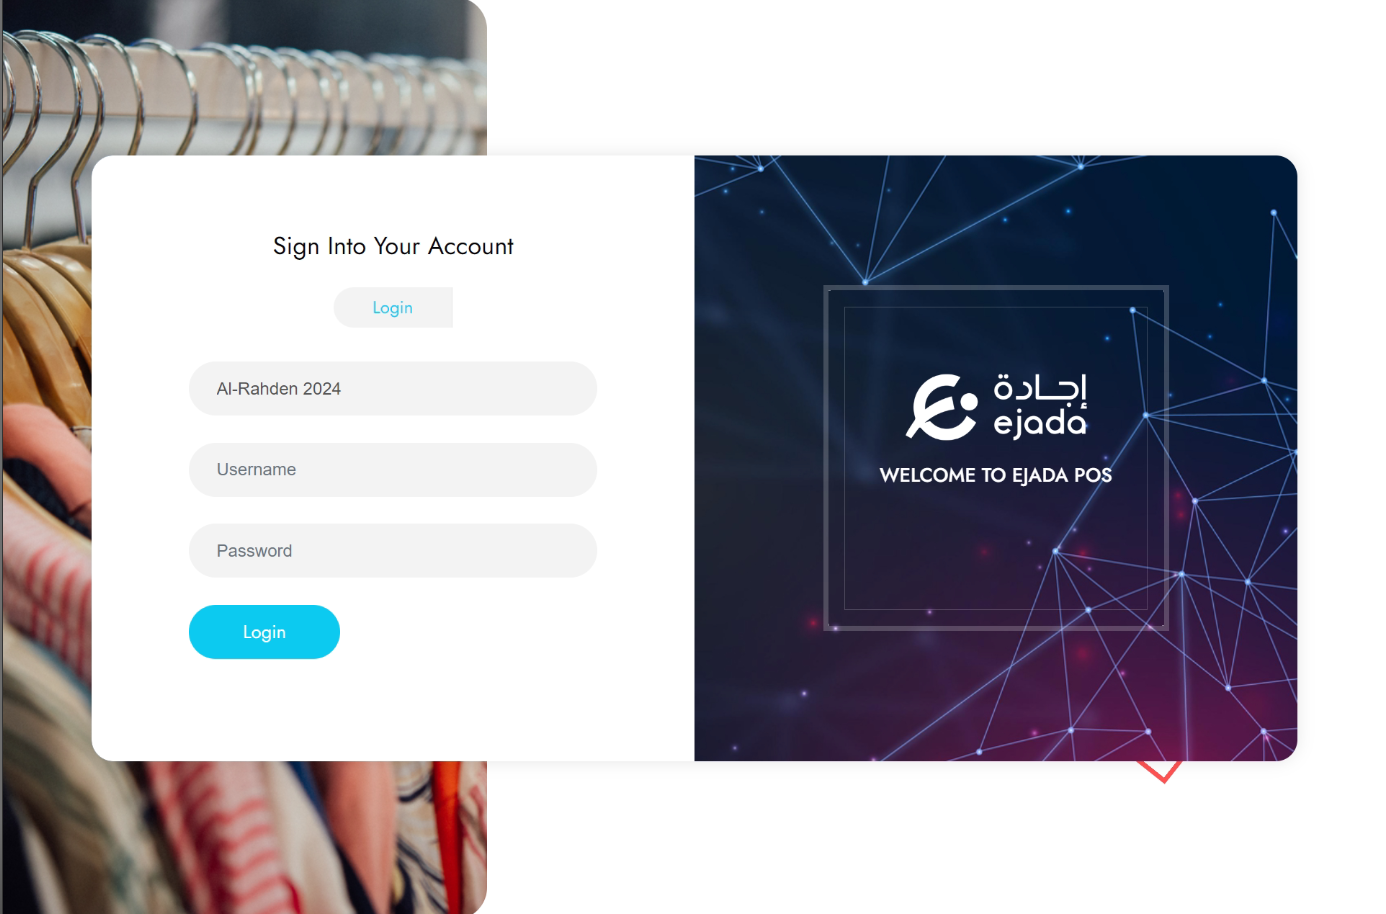 Sign Into Your Account
Login
Al-Rahden 2024
Username
Password
Login
إجادة
ejada
WELCOME TO EJADA POS